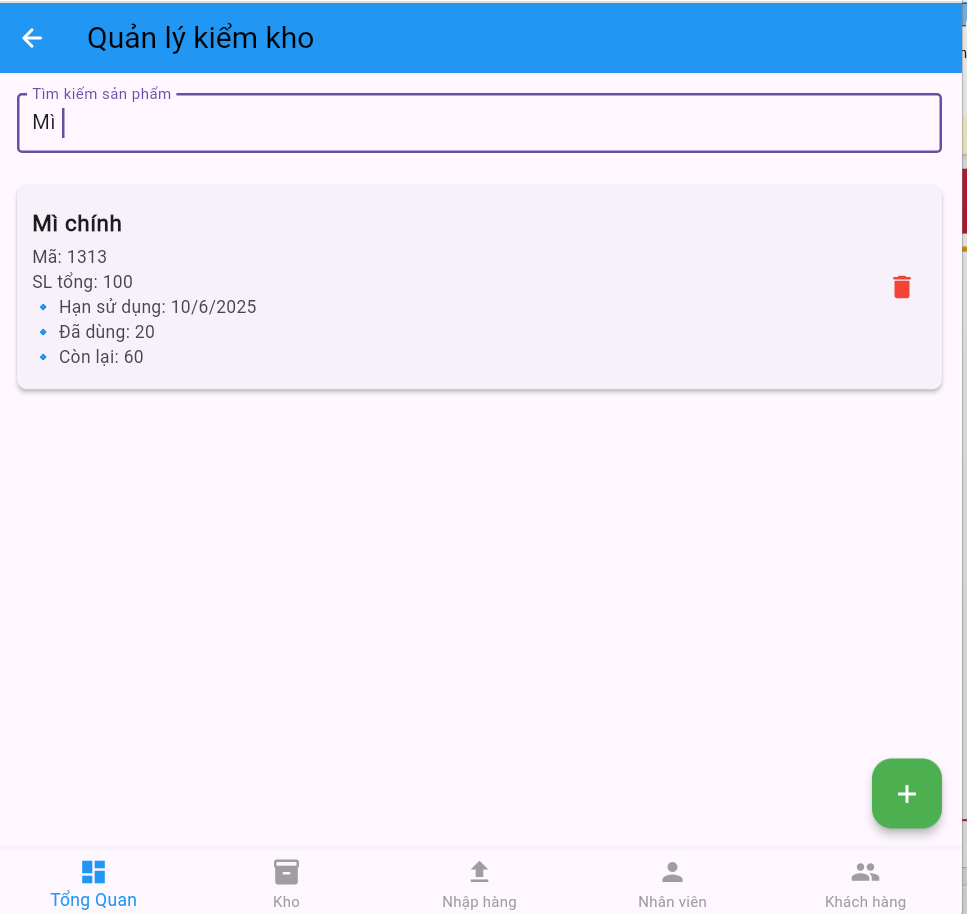 Quản lý kiểm kho
Tìm kiếm sản phẩm
Mì
Mì chính
Mã: 1313
SL tổng: 100
🔹 Hạn sử dụng: 10/6/2025
🔹 Đã dùng: 20
🔹 Còn lại: 60
Tổng Quan
Kho
Nhập hàng
Nhân viên
Khách hàng